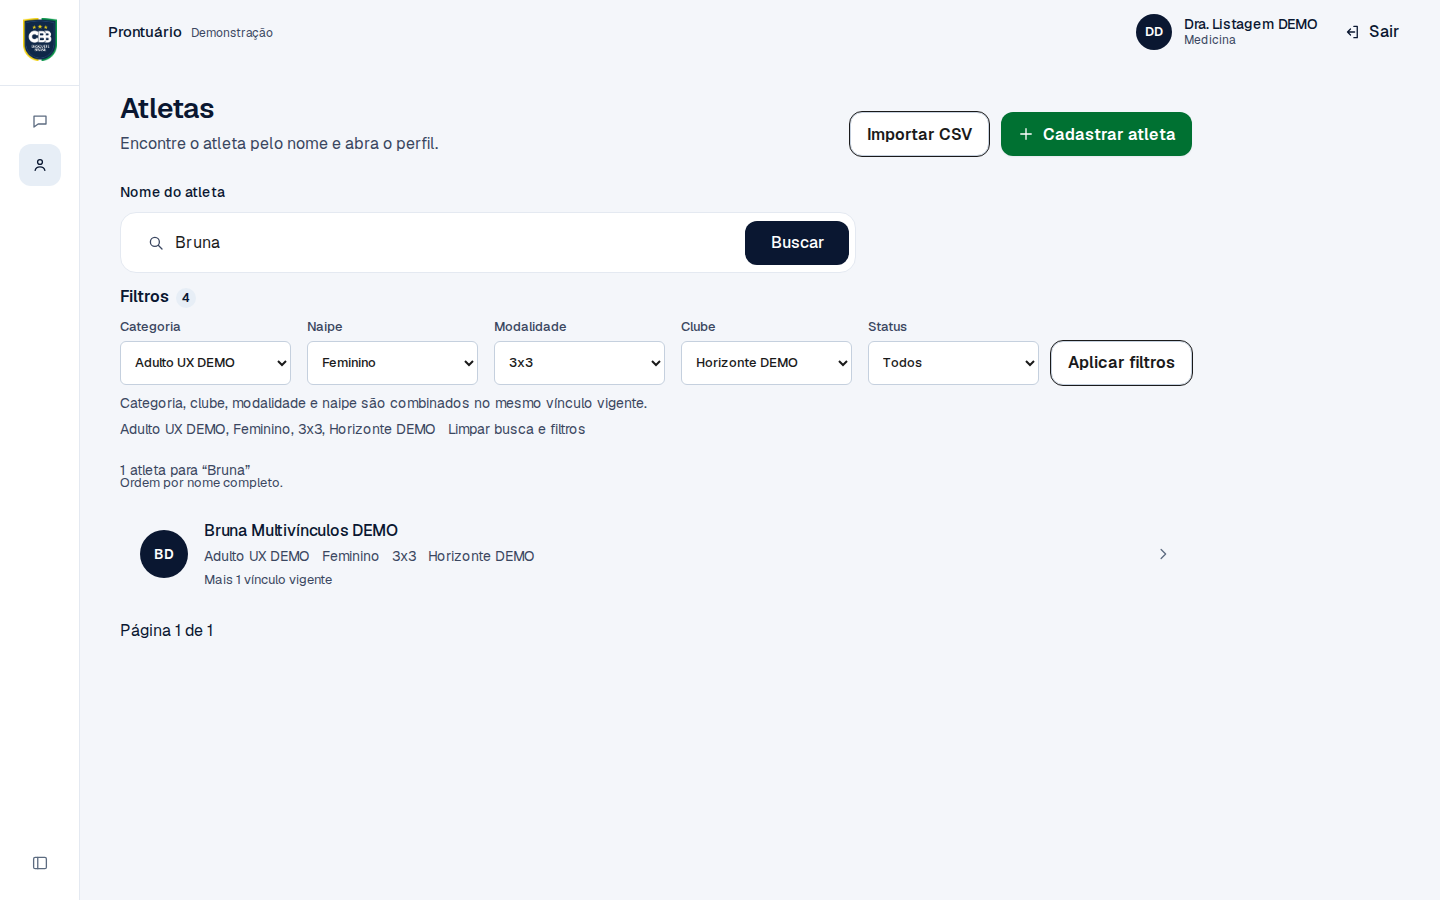 CBB
Prontuário Demonstração
DD
Dra. Listagem DEMO
Medicina
Sair
Atletas
Encontre o atleta pelo nome e abra o perfil.
Importar CSV
Cadastrar atleta
Nome do atleta
Bruna
Buscar
Filtros 4
Categoria Naipe Modalidade Clube Status
Adulto UX DEMO Feminino 3x3 Horizonte DEMO Todos Aplicar filtros
Categoria, clube, modalidade e naipe são combinados no mesmo vínculo vigente.
Adulto UX DEMO, Feminino, 3x3, Horizonte DEMO Limpar busca e filtros
1 atleta para “Bruna”
Ordem por nome completo.
BD
Bruna Multivínculos DEMO
Adulto UX DEMO Feminino 3x3 Horizonte DEMO
Mais 1 vínculo vigente
Página 1 de 1